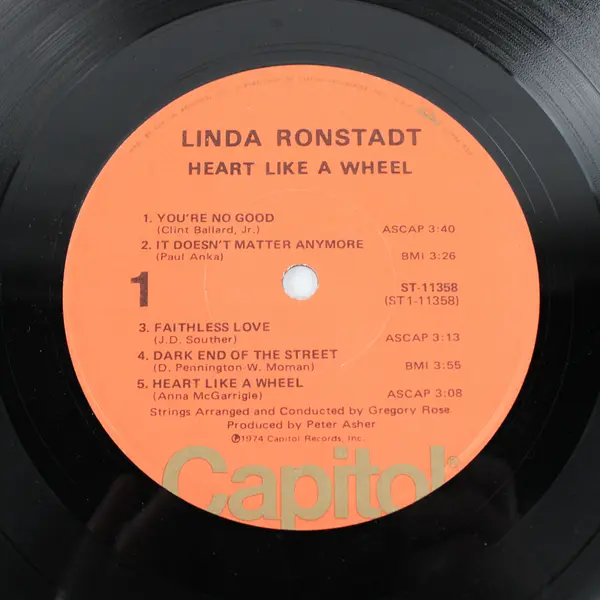 LINDA RONSTADT
HEART LIKE A WHEEL
1. YOU'RE NO GOOD
(Clint Ballard, Jr.) ASCAP 3:40
2. IT DOESN'T MATTER ANYMORE
(Paul Anka) BMI 3:26
1
ST-11358
(ST1-11358)
3. FAITHLESS LOVE
(J.D. Souther) ASCAP 3:13
4. DARK END OF THE STREET
(D. Pennington W. Moman) BMI 3:55
5. HEART LIKE A WHEEL
(Anna McGarrigle) ASCAP 3:08
Strings Arranged and Conducted by Gregory Rose
Produced by Peter Asher
℗1974 Capitol Records, Inc.
Capitol®